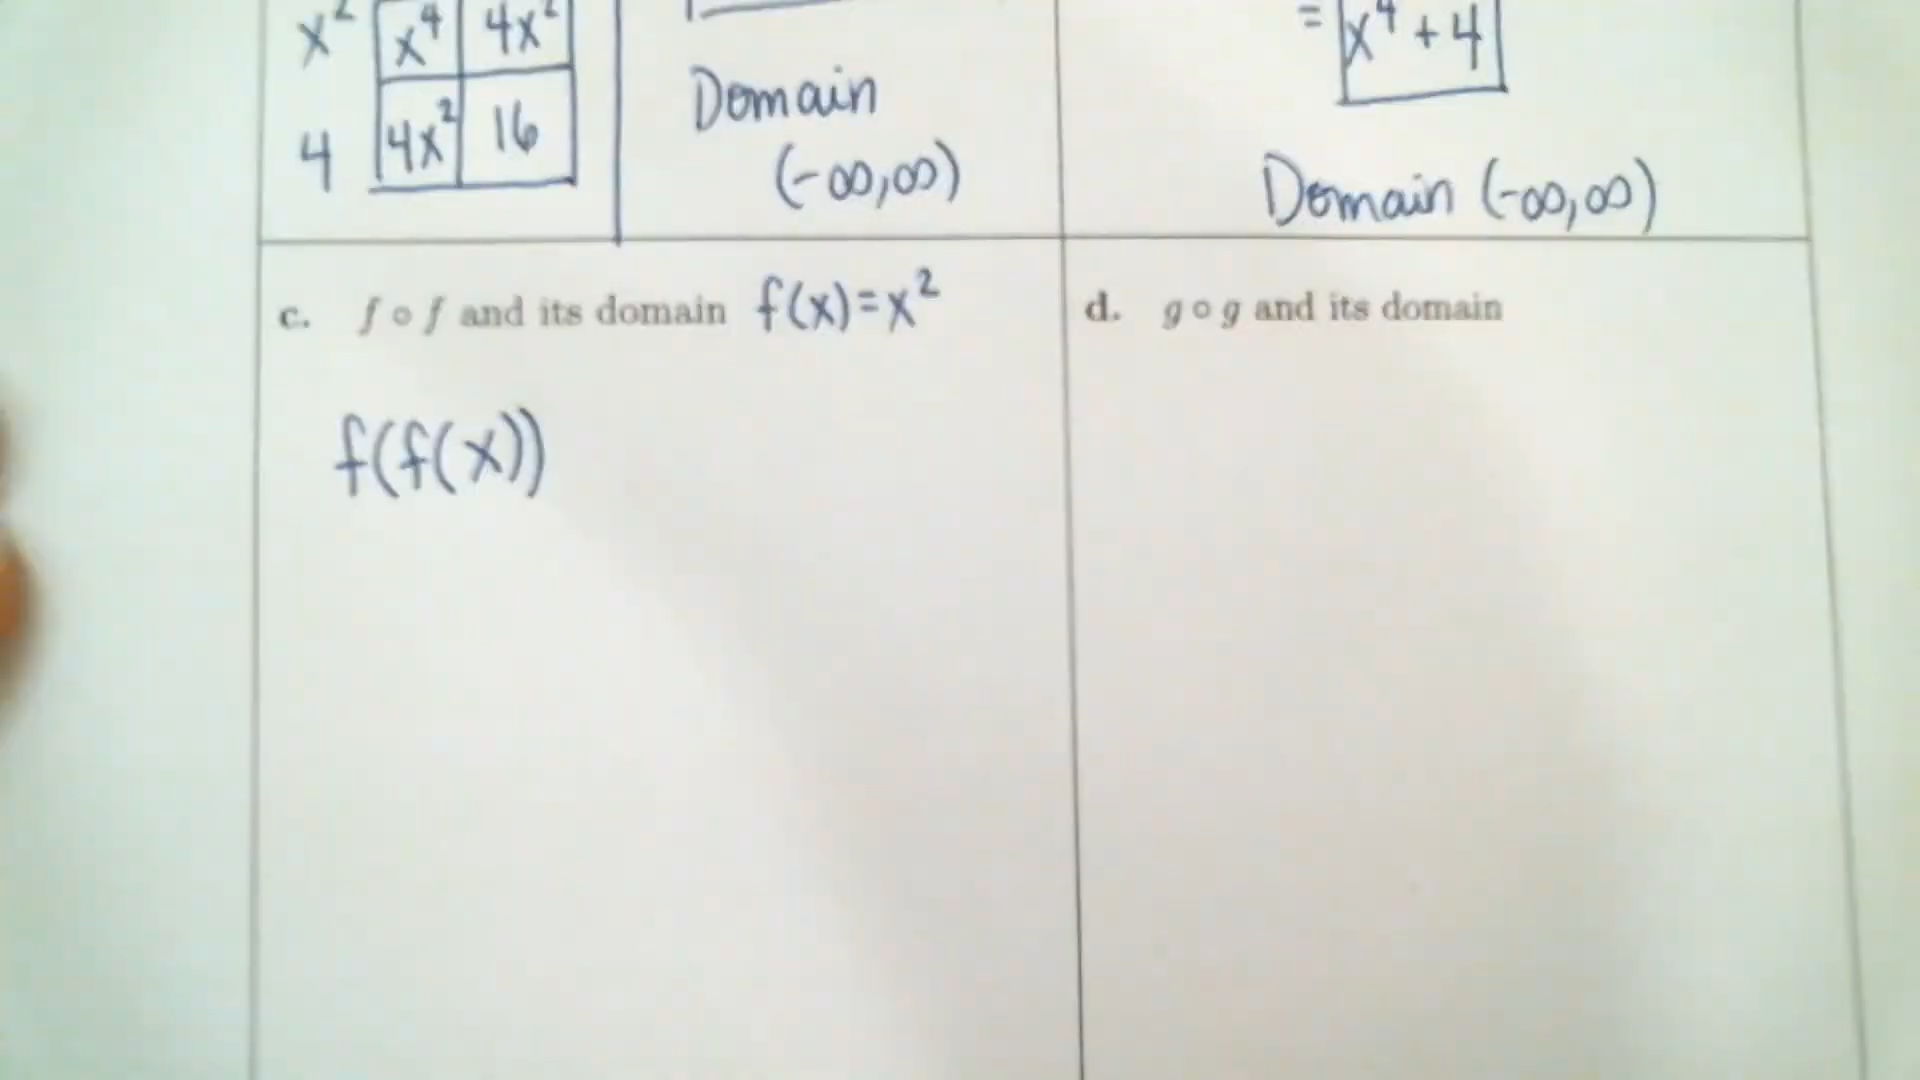 x² x⁴ 4x²
4 4x² 16
Domain
(-∞,∞)
= x⁴ + 4
Domain (-∞,∞)
c. f ∘ f and its domain f(x)=x²
f(f(x))
d. g ∘ g and its domain